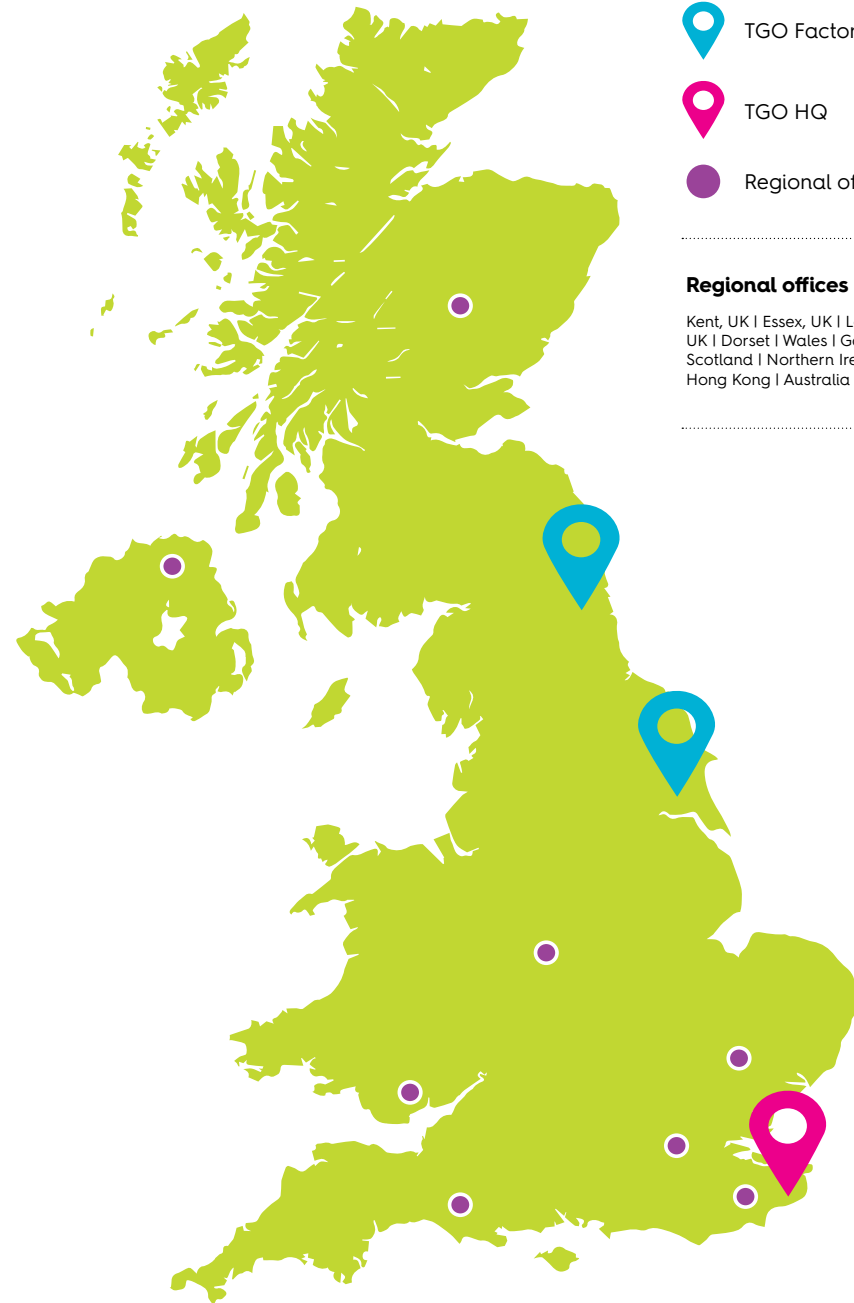 TGO Factor
TGO HQ
Regional of
Regional offices
Kent, UK | Essex, UK | L
UK | Dorset | Wales | Ge
Scotland | Northern Ire
Hong Kong | Australia